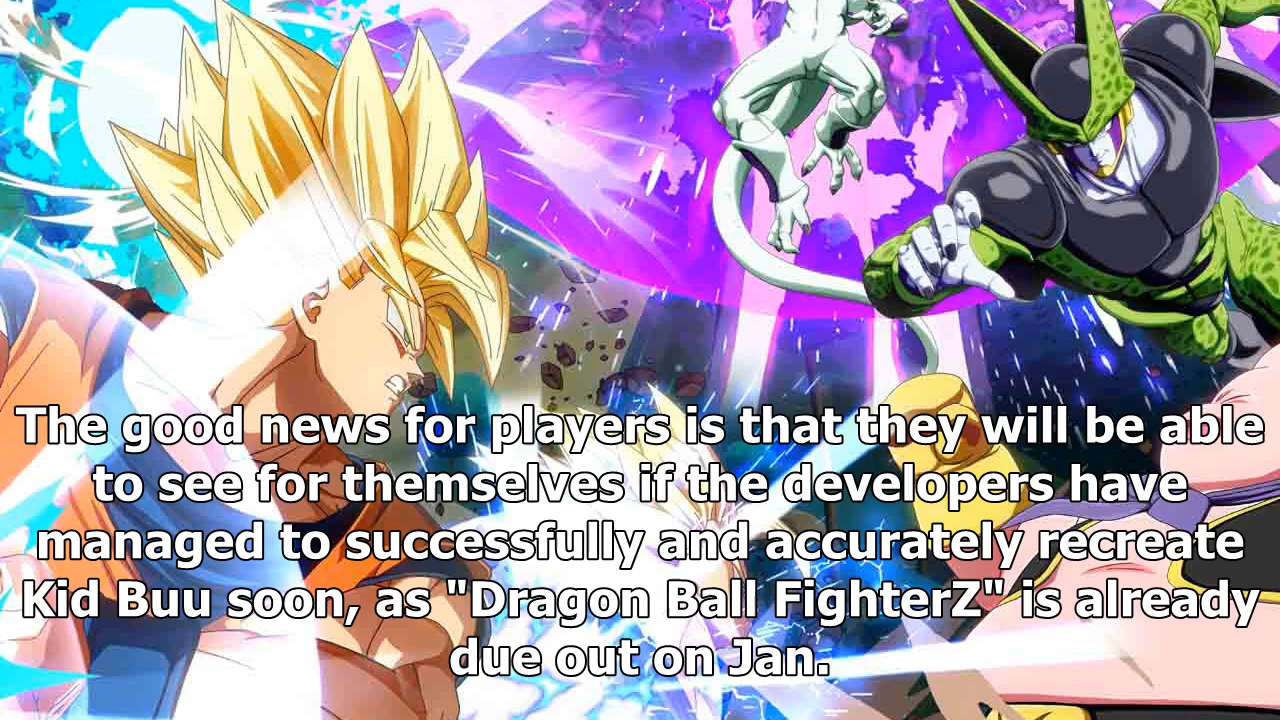 The good news for players is that they will be able
to see for themselves if the developers have
managed to successfully and accurately recreate
Kid Buu soon, as "Dragon Ball FighterZ" is already
due out on Jan.